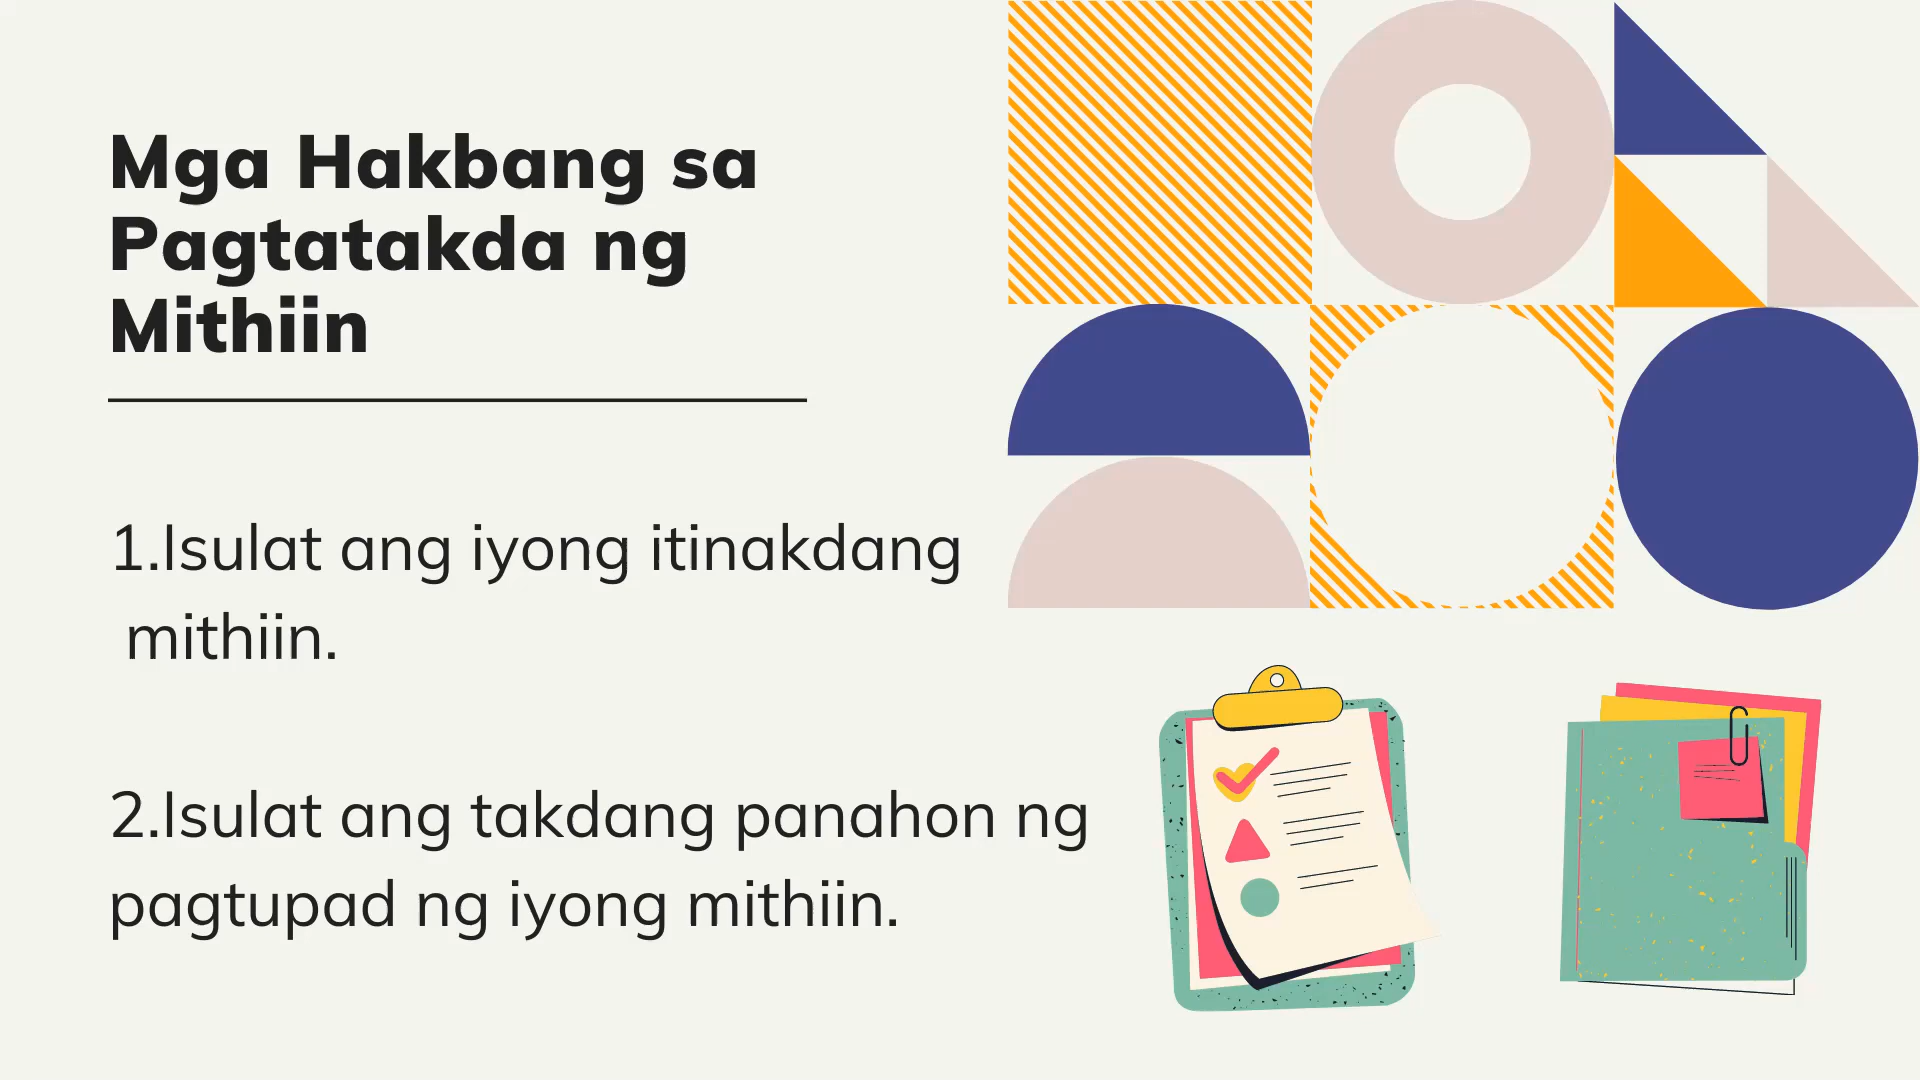 Mga Hakbang sa
Pagtatakda ng
Mithiin
1.Isulat ang iyong itinakdang
mithiin.
2.Isulat ang takdang panahon ng
pagtupad ng iyong mithiin.